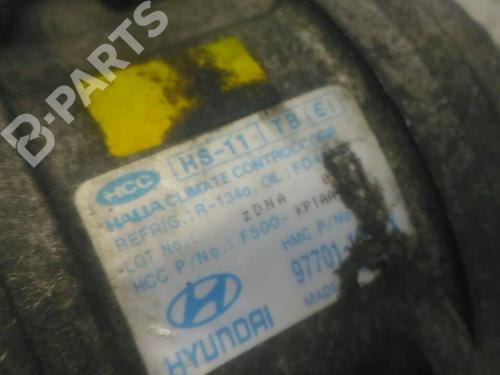 B-PARTS
HCC HS-11 TB (E)
HALLA CLIMATE CONTROL CORP.
REFRIG.: R-134a, OIL: FD
LOT No.: ZDNA
HCC P/No.: F500-
HMC P/No
97701
HYUNDAI MADE